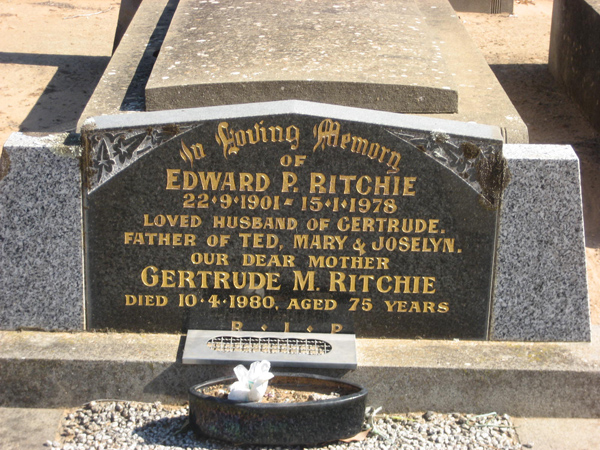 In Loving Memory
OF
EDWARD P. RITCHIE
22·9·1901 - 15·1·1978
LOVED HUSBAND OF GERTRUDE.
FATHER OF TED, MARY & JOSELYN.
OUR DEAR MOTHER
GERTRUDE M. RITCHIE
DIED 10·4·1980, AGED 75 YEARS
R·I·P